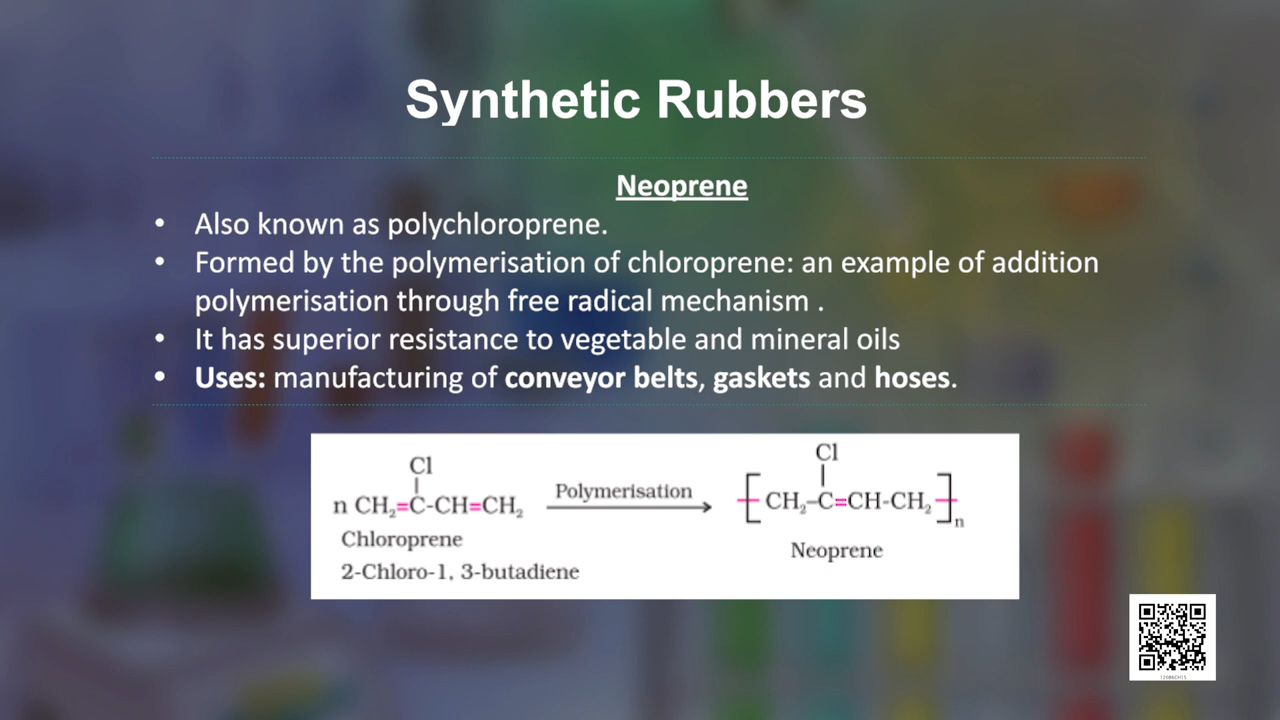 Synthetic Rubbers
Neoprene
• Also known as polychloroprene.
• Formed by the polymerisation of chloroprene: an example of addition
polymerisation through free radical mechanism .
• It has superior resistance to vegetable and mineral oils
• Uses: manufacturing of conveyor belts, gaskets and hoses.
Cl
n CH₂=C-CH=CH₂
Polymerisation
Chloroprene
2-Chloro-1, 3-butadiene
Cl
[CH₂–C=CH-CH₂]n
Neoprene